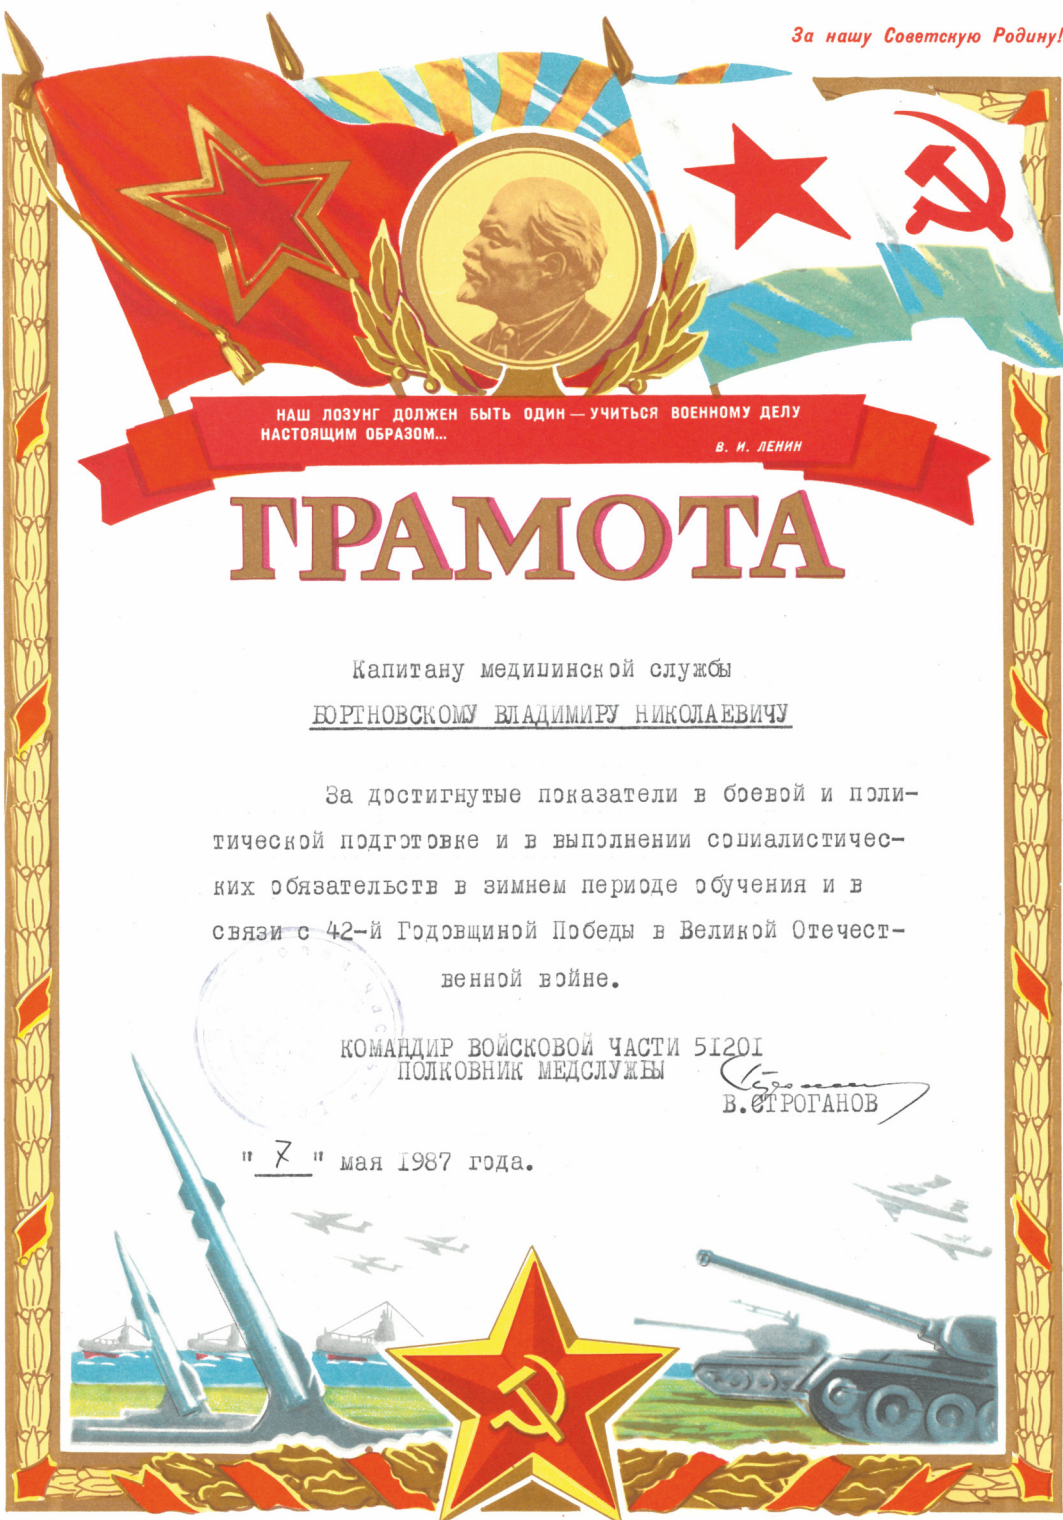 За нашу Советскую Родину!
НАШ ЛОЗУНГ ДОЛЖЕН БЫТЬ ОДИН — УЧИТЬСЯ ВОЕННОМУ ДЕЛУ
НАСТОЯЩИМ ОБРАЗОМ...
В. И. ЛЕНИН
ГРАМОТА
Капитану медицинской службы
БОРТНОВСКОМУ ВЛАДИМИРУ НИКОЛАЕВИЧУ
За достигнутые показатели в боевой и поли-
тической подготовке и в выполнении социалистичес-
ких обязательств в зимнем периоде обучения и в
связи с 42-й Годовщиной Победы в Великой Отечест-
венной войне.
КОМАНДИР ВОЙСКОВОЙ ЧАСТИ 51201
ПОЛКОВНИК МЕДСЛУЖБЫ
В.СТРОГАНОВ
"7" мая 1987 года.